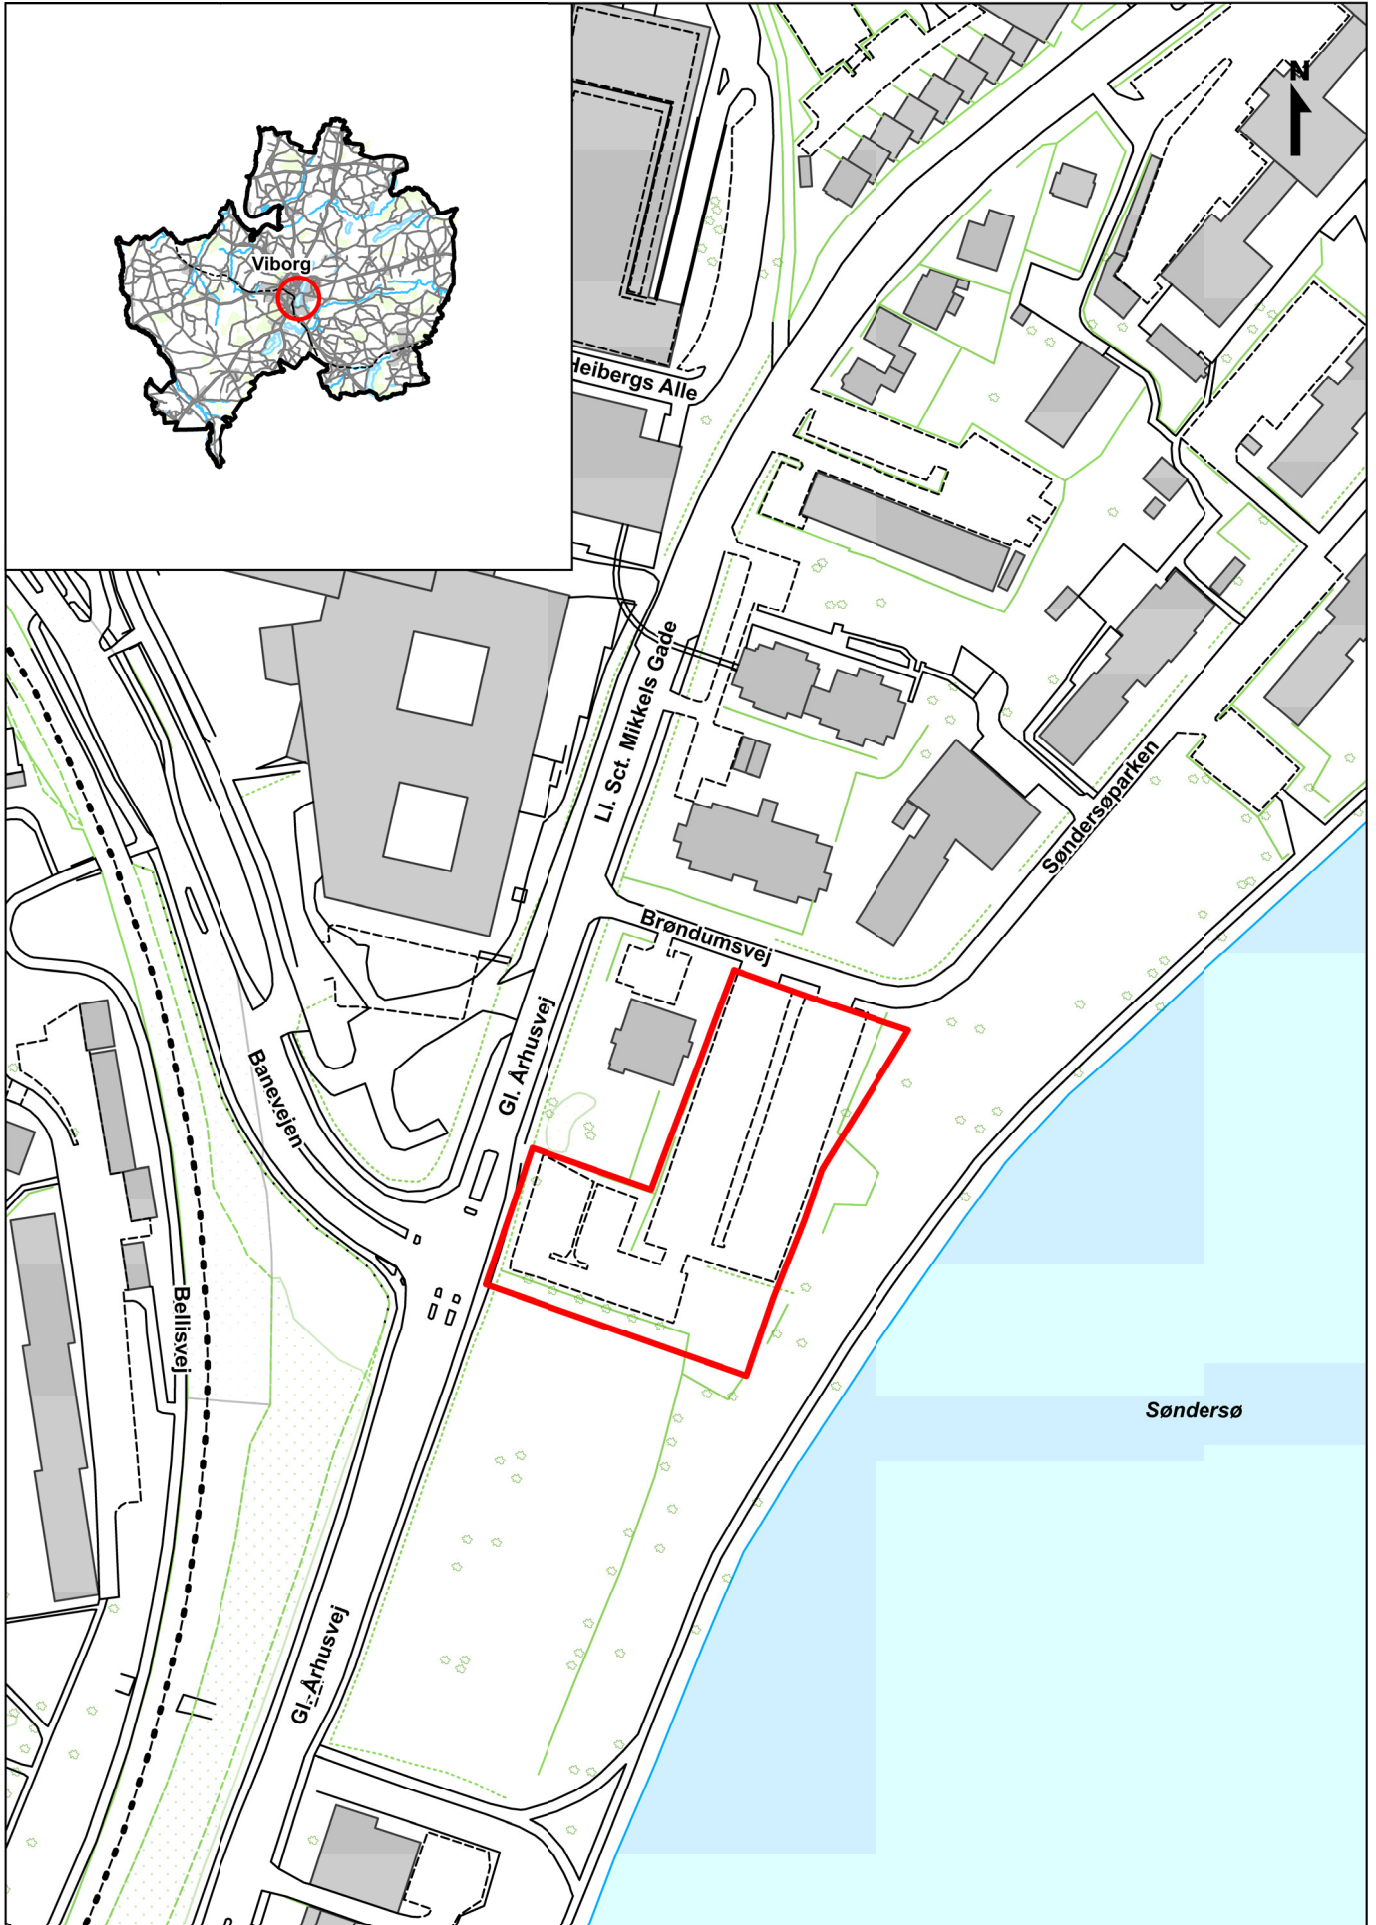 N
Viborg
Heibergs Alle
Ll. Sct. Mikkels Gade
Søndersøparken
Brøndumsvej
Gl. Århusvej
Banevejen
Bellisvej
Søndersø
Gl. Århusvej